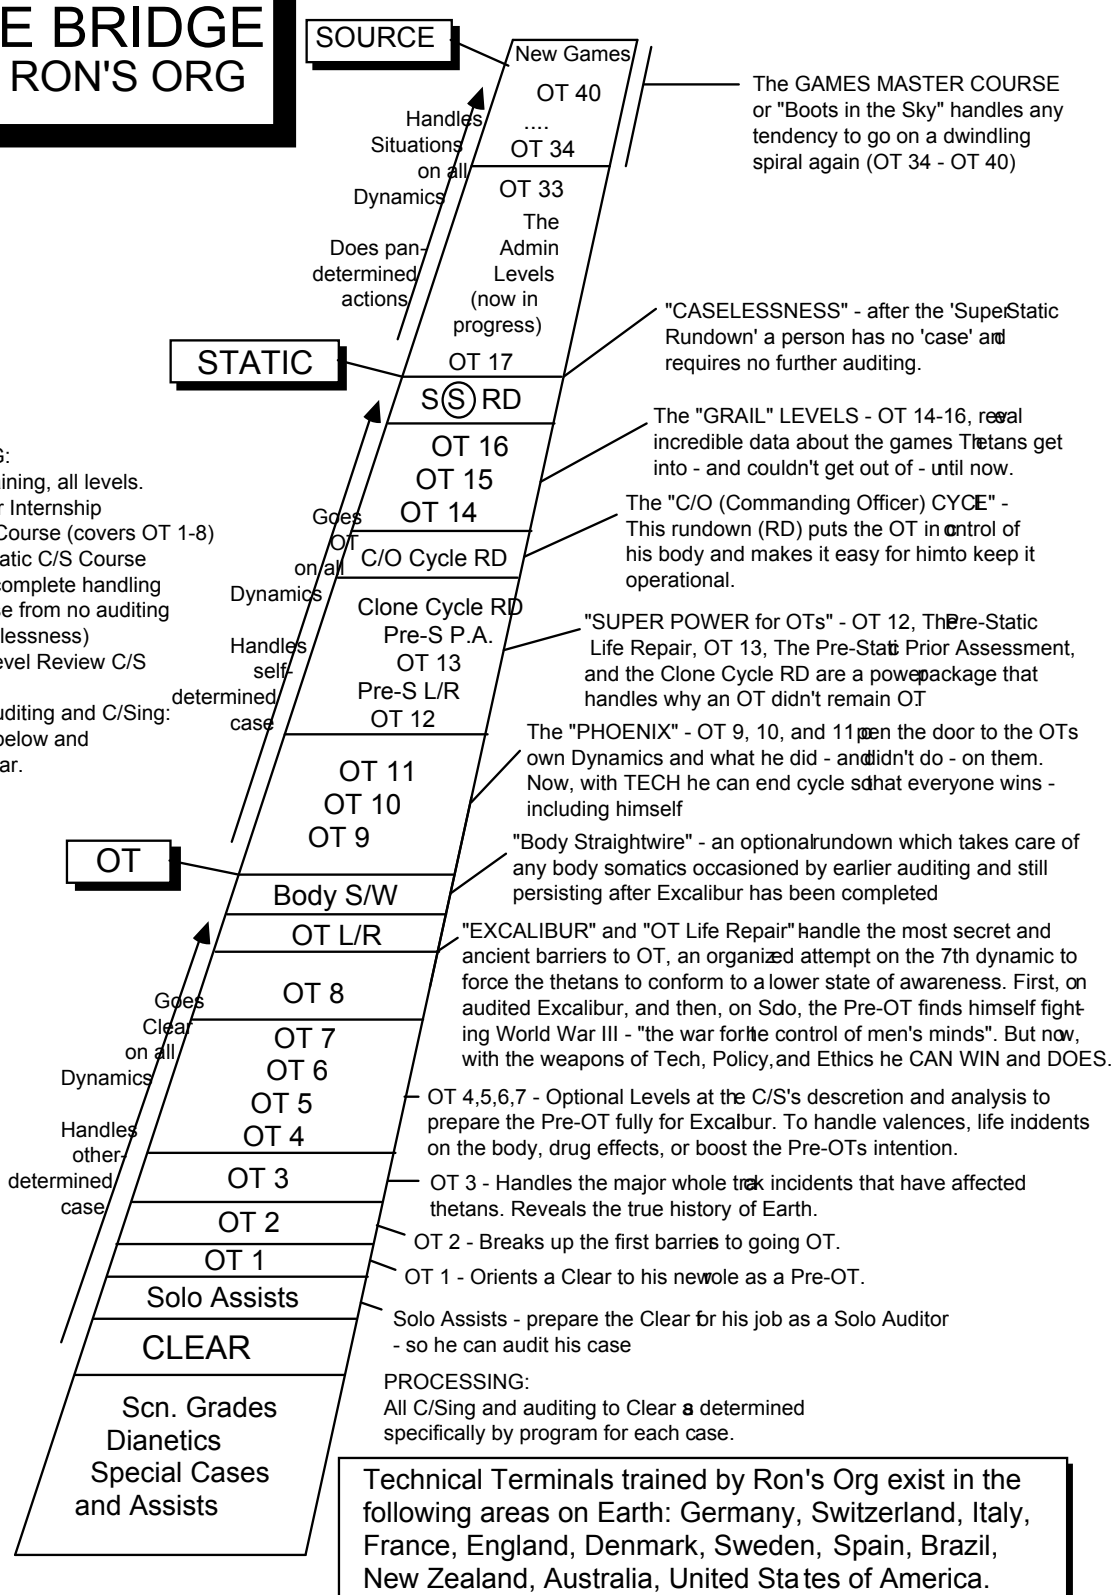 E BRIDGE
RON'S ORG
SOURCE
New Games
OT 40
....
OT 34
The GAMES MASTER COURSE
or "Boots in the Sky" handles any
tendency to go on a dwindling
spiral again (OT 34 - OT 40)
Handles
Situations
on all
Dynamics
Does pan-
determined
actions
OT 33
The
Admin
Levels
(now in
progress)
OT 17
"CASELESSNESS" - after the 'SuperStatic
Rundown' a person has no 'case' and
requires no further auditing.
STATIC
SS RD
OT 16
OT 15
OT 14
The "GRAIL" LEVELS - OT 14-16, reveal
incredible data about the games Thetans get
into - and couldn't get out of - until now.
G:
ining, all levels.
r Internship
Course (covers OT 1-8)
atic C/S Course
complete handling
se from no auditing
lessness)
evel Review C/S
uditing and C/Sing:
below and
ar.
Goes
OT
on all
Dynamics
Handles
self-
determined
case
C/O Cycle RD
The "C/O (Commanding Officer) CYCLE" -
This rundown (RD) puts the OT in control of
his body and makes it easy for him to keep it
operational.
Clone Cycle RD
Pre-S P.A.
OT 13
Pre-S L/R
OT 12
"SUPER POWER for OTs" - OT 12, The Pre-Static
Life Repair, OT 13, The Pre-Static Prior Assessment,
and the Clone Cycle RD are a power package that
handles why an OT didn't remain OT.
OT 11
OT 10
OT 9
The "PHOENIX" - OT 9, 10, and 11 open the door to the OTs
own Dynamics and what he did - and didn't do - on them.
Now, with TECH he can end cycle so that everyone wins -
including himself
OT
Body S/W
"Body Straightwire" - an optional rundown which takes care of
any body somatics occasioned by earlier auditing and still
persisting after Excalibur has been completed
OT L/R
OT 8
"EXCALIBUR" and "OT Life Repair" handle the most secret and
ancient barriers to OT, an organized attempt on the 7th dynamic to
force the thetans to conform to a lower state of awareness. First, on
audited Excalibur, and then, on Solo, the Pre-OT finds himself fight-
ing World War III - "the war for the control of men's minds". But now,
with the weapons of Tech, Policy, and Ethics he CAN WIN and DOES.
Goes
Clear
on all
Dynamics
Handles
other-
determined
case
OT 7
OT 6
OT 5
OT 4
OT 4,5,6,7 - Optional Levels at the C/S's descretion and analysis to
prepare the Pre-OT fully for Excalibur. To handle valences, life incidents
on the body, drug effects, or boost the Pre-OTs intention.
OT 3
OT 3 - Handles the major whole track incidents that have affected
thetans. Reveals the true history of Earth.
OT 2
OT 2 - Breaks up the first barriers to going OT.
OT 1
OT 1 - Orients a Clear to his new role as a Pre-OT.
Solo Assists
Solo Assists - prepare the Clear for his job as a Solo Auditor
- so he can audit his case
CLEAR
PROCESSING:
All C/Sing and auditing to Clear as determined
specifically by program for each case.
Scn. Grades
Dianetics
Special Cases
and Assists
Technical Terminals trained by Ron's Org exist in the
following areas on Earth: Germany, Switzerland, Italy,
France, England, Denmark, Sweden, Spain, Brazil,
New Zealand, Australia, United States of America.